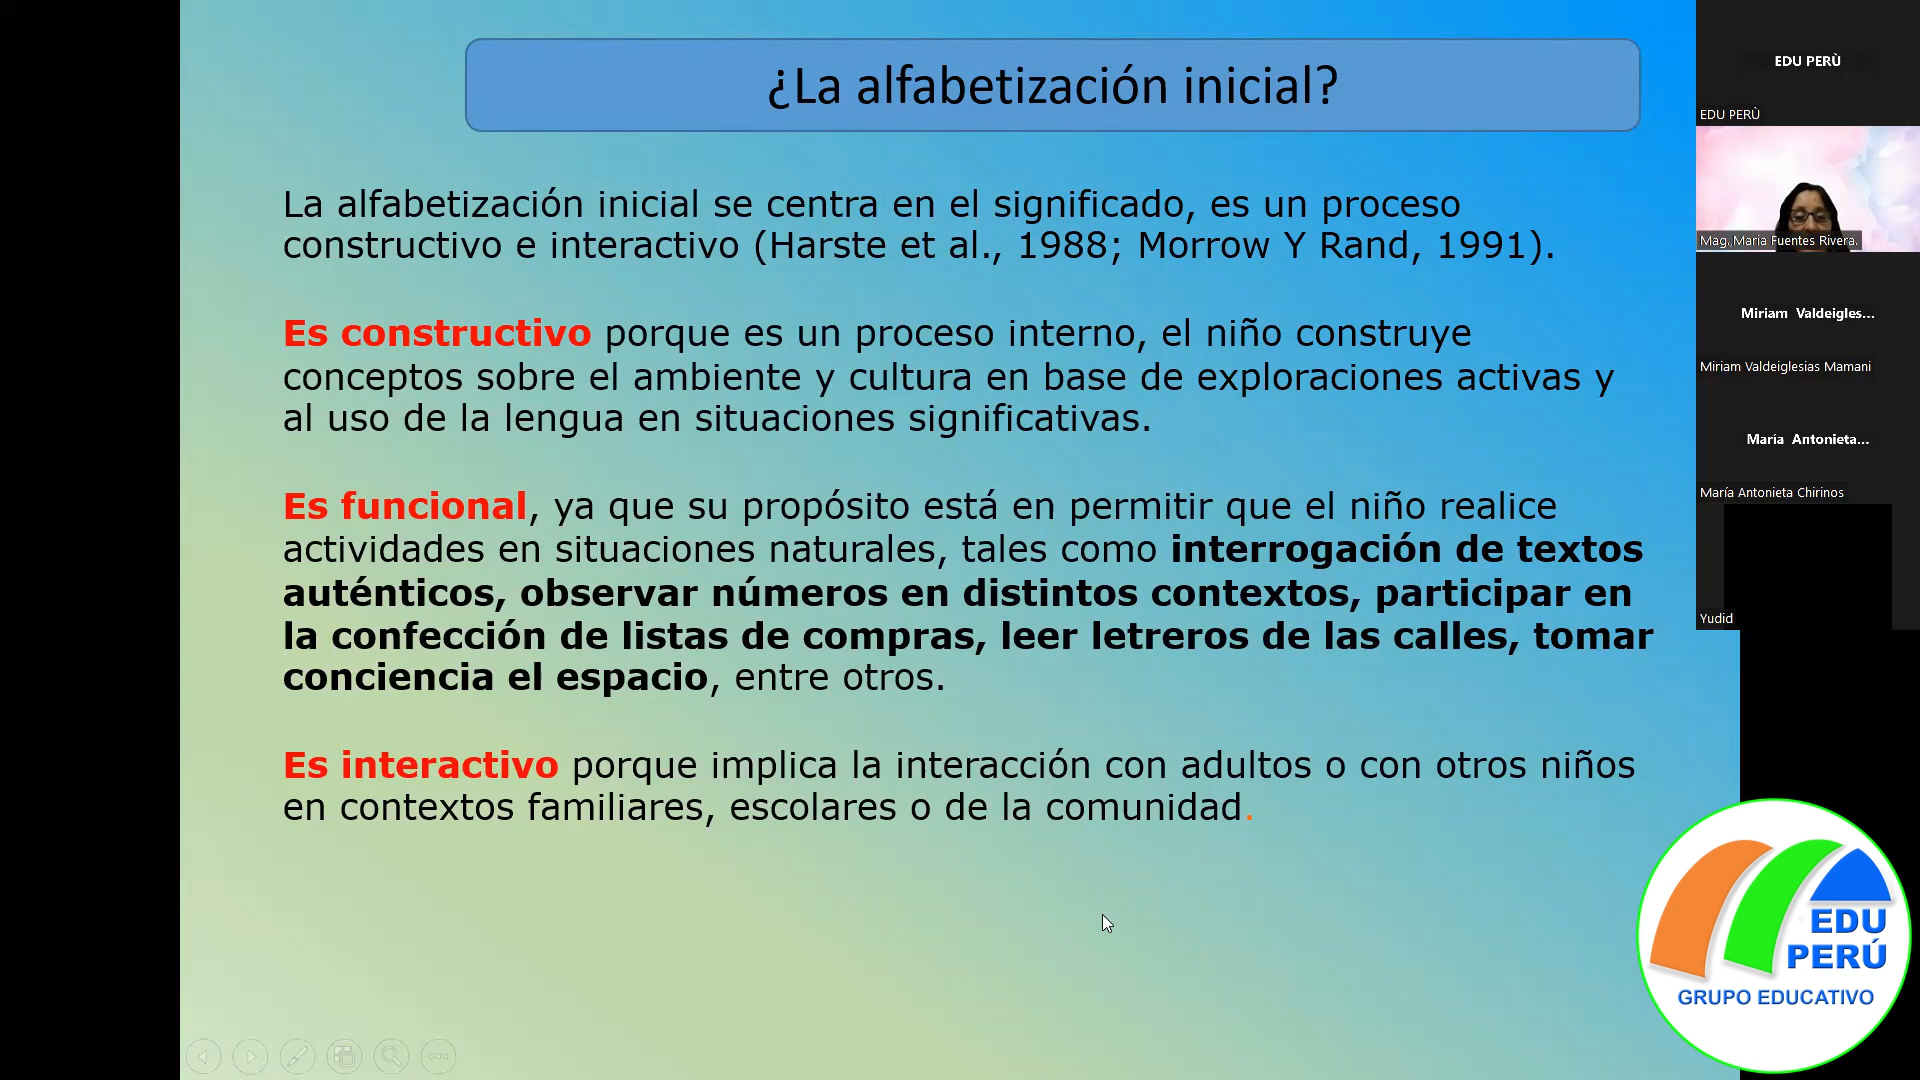 ¿La alfabetización inicial?
La alfabetización inicial se centra en el significado, es un proceso
constructivo e interactivo (Harste et al., 1988; Morrow Y Rand, 1991).
Es constructivo porque es un proceso interno, el niño construye
conceptos sobre el ambiente y cultura en base de exploraciones activas y
al uso de la lengua en situaciones significativas.
Es funcional, ya que su propósito está en permitir que el niño realice
actividades en situaciones naturales, tales como interrogación de textos
auténticos, observar números en distintos contextos, participar en
la confección de listas de compras, leer letreros de las calles, tomar
conciencia el espacio, entre otros.
Es interactivo porque implica la interacción con adultos o con otros niños
en contextos familiares, escolares o de la comunidad.
EDU PERÙ
EDU PERÙ
Mag. Maria Fuentes Rivera.
Miriam Valdeigles...
Miriam Valdeiglesias Mamani
María Antonieta...
María Antonieta Chirinos
Yudid
EDU
PERÚ
GRUPO EDUCATIVO